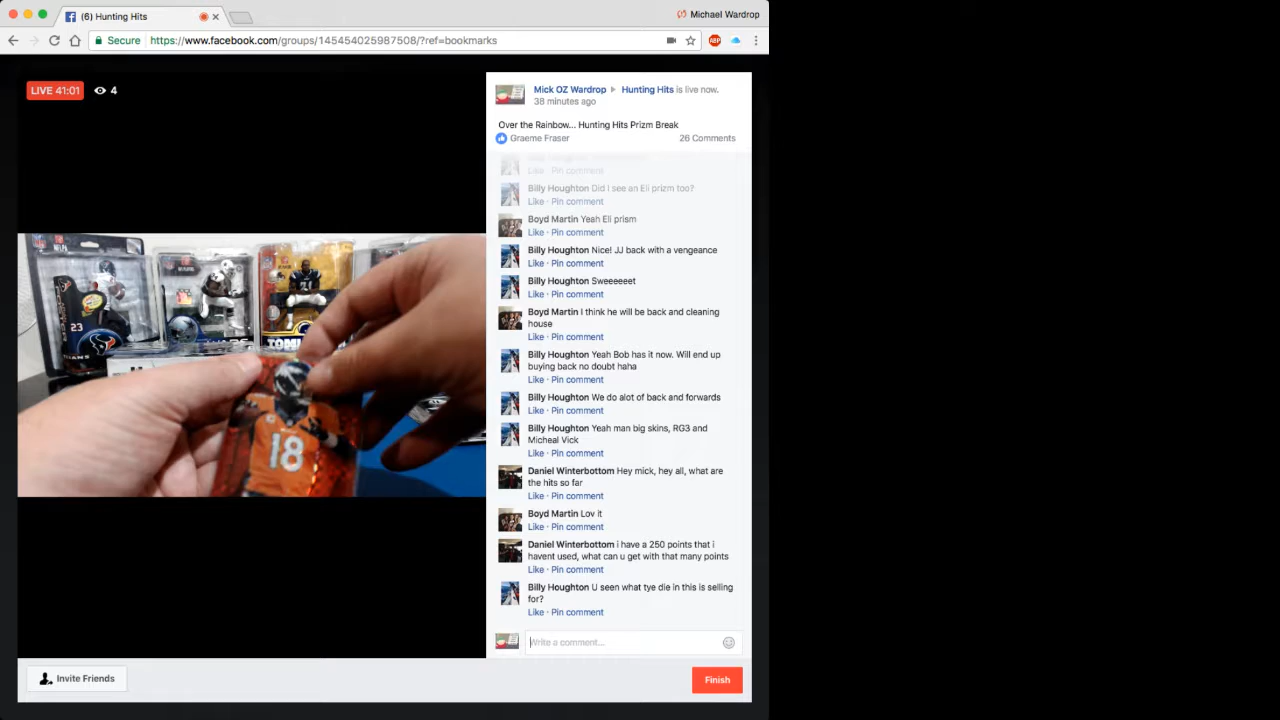 (6) Hunting Hits
Michael Wardrop
Secure https://www.facebook.com/groups/145454025987508/?ref=bookmarks
ABP
LIVE 41:01 4
Mick OZ Wardrop Hunting Hits is live now.
38 minutes ago
Over the Rainbow... Hunting Hits Prizm Break
Graeme Fraser 26 Comments
Like · Pin comment
Billy Houghton Did I see an Eli prizm too?
Like · Pin comment
Boyd Martin Yeah Eli prism
Like · Pin comment
Billy Houghton Nice! JJ back with a vengeance
Like · Pin comment
Billy Houghton Sweeeeeet
Like · Pin comment
Boyd Martin I think he will be back and cleaning
house
Like · Pin comment
Billy Houghton Yeah Bob has it now. Will end up
buying back no doubt haha
Like · Pin comment
Billy Houghton We do alot of back and forwards
Like · Pin comment
Billy Houghton Yeah man big skins, RG3 and
Micheal Vick
Like · Pin comment
Daniel Winterbottom Hey mick, hey all, what are
the hits so far
Like · Pin comment
Boyd Martin Lov it
Like · Pin comment
Daniel Winterbottom i have a 250 points that i
havent used, what can u get with that many points
Like · Pin comment
Billy Houghton U seen what tye die in this is selling
for?
Like · Pin comment
Write a comment...
23
18
Invite Friends
Finish